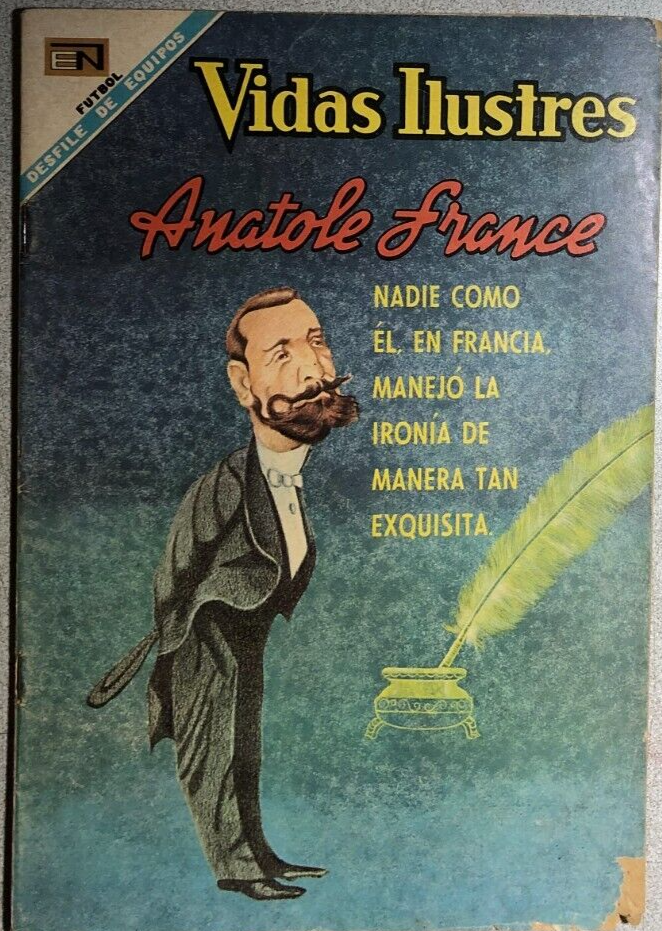 EN
FUTBOL
DESFILE DE EQUIPOS
Vidas Ilustres
Anatole France
NADIE COMO
ÉL, EN FRANCIA,
MANEJÓ LA
IRONÍA DE
MANERA TAN
EXQUISITA.